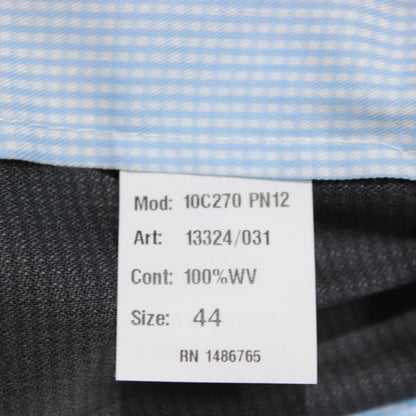 Mod: 10C270 PN12
Art: 13324/031
Cont: 100%WV
Size: 44
RN 1486765